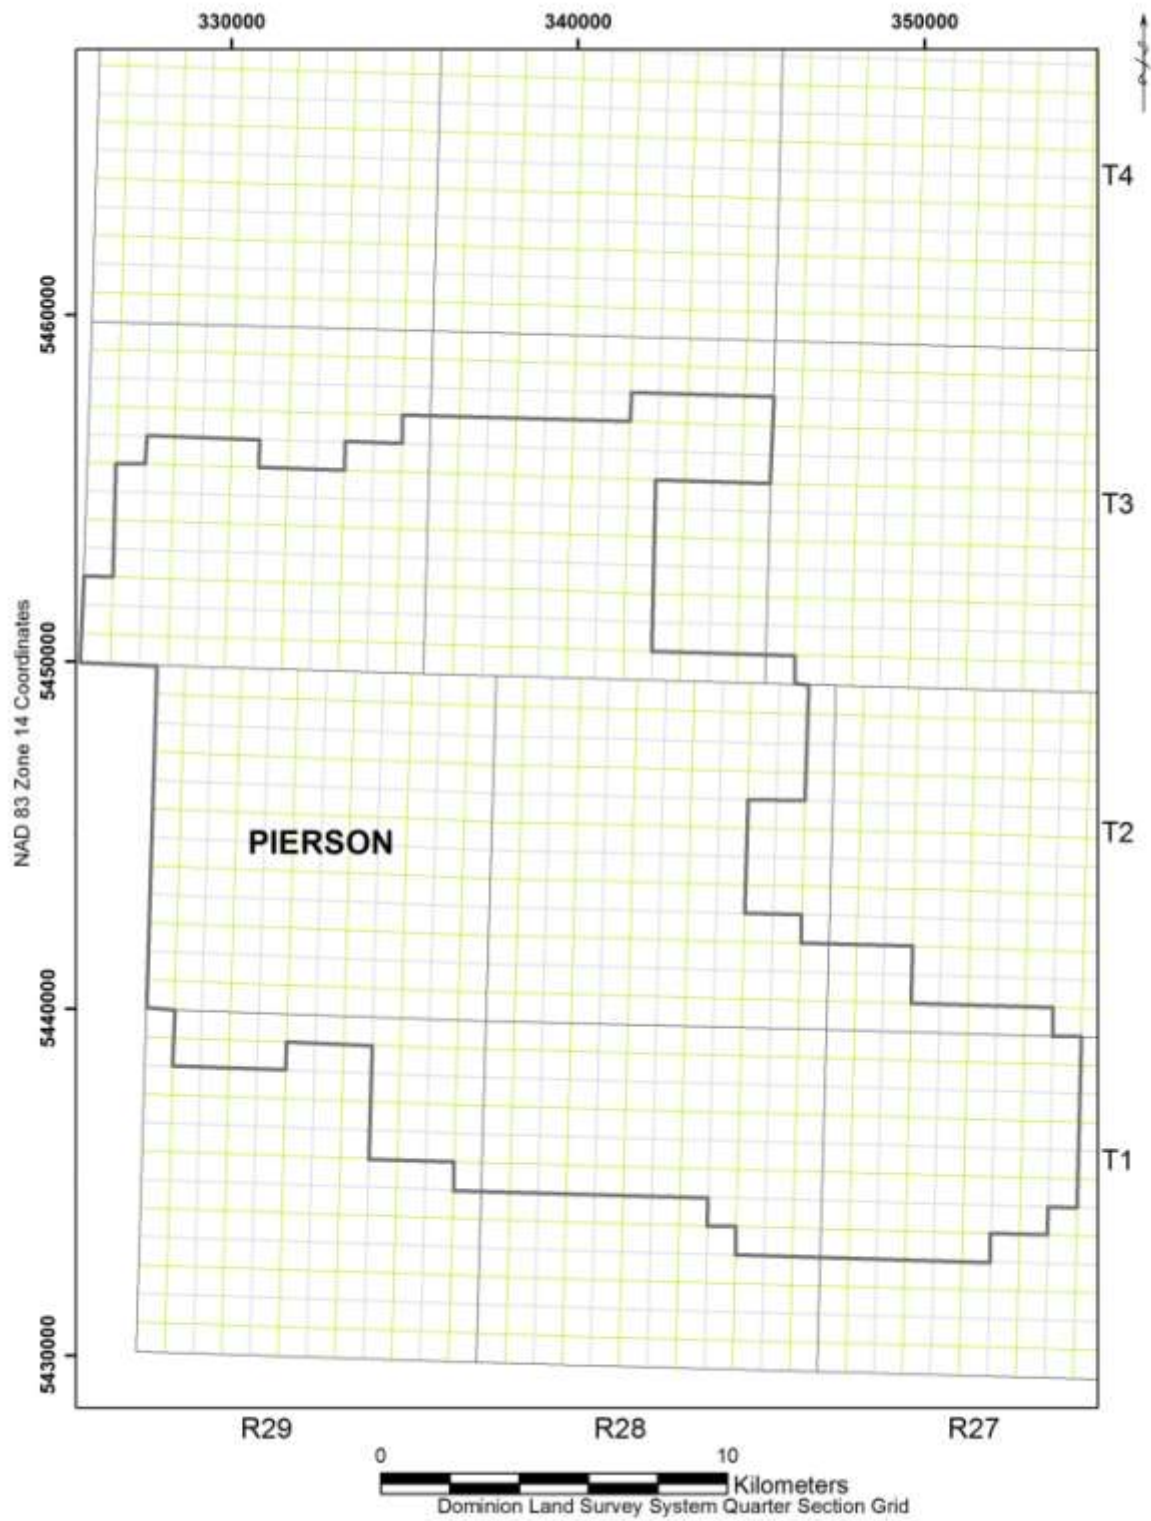 330000 340000 350000
T4
5460000
T3
NAD 83 Zone 14 Coordinates
5450000
PIERSON
T2
5440000
T1
5430000
R29 R28 R27
0 10
Kilometers
Dominion Land Survey System Quarter Section Grid